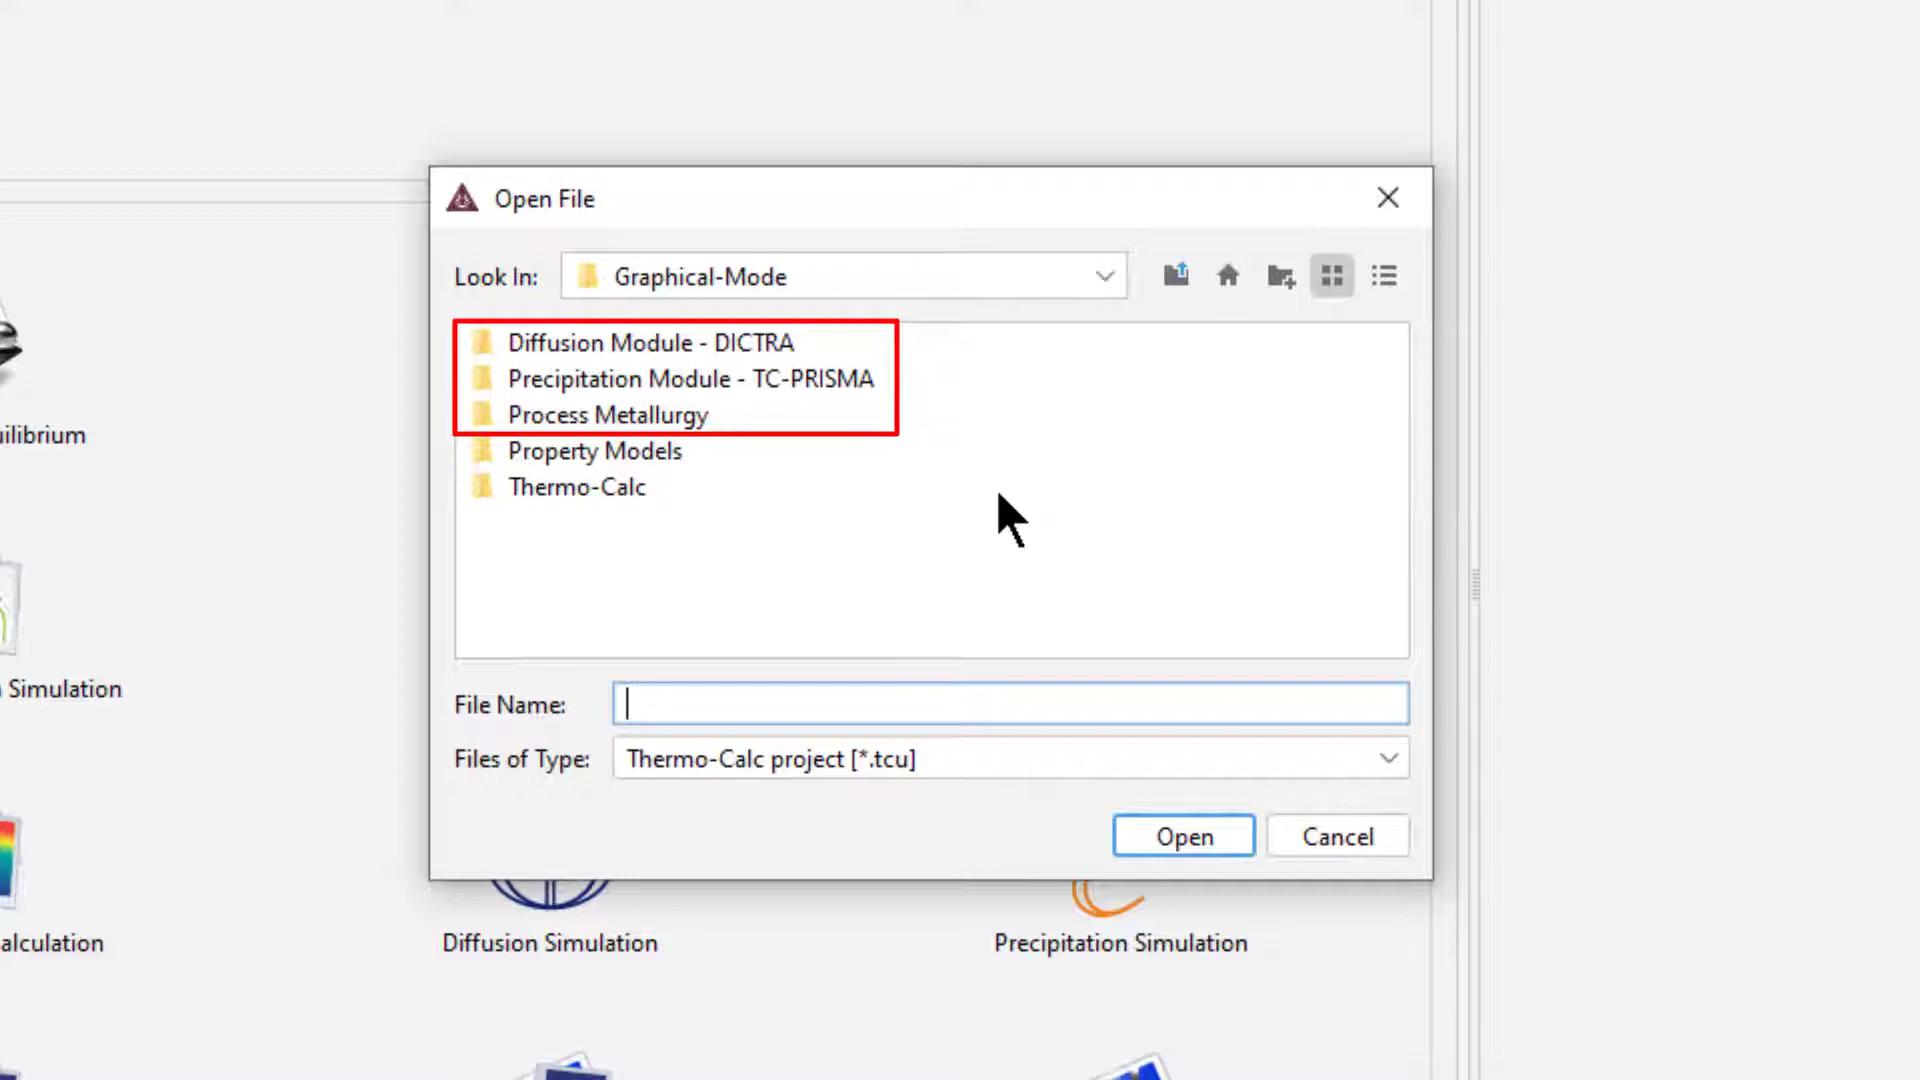 Open File
Look In: Graphical-Mode
Diffusion Module - DICTRA
Precipitation Module - TC-PRISMA
Process Metallurgy
Property Models
Thermo-Calc
File Name:
Files of Type: Thermo-Calc project [*.tcu]
Open Cancel
uilibrium
Simulation
alculation
Diffusion Simulation
Precipitation Simulation